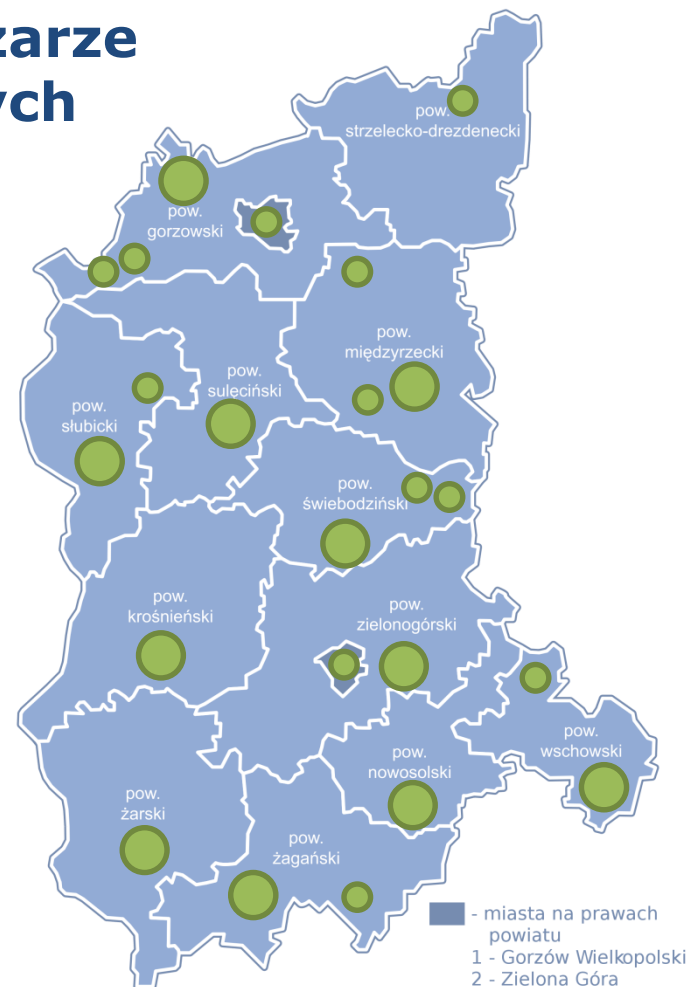 zarze
ych
pow.
strzelecko-drezdenecki
pow.
gorzowski
pow.
międzyrzecki
pow.
sulęciński
pow.
słubicki
pow.
świebodziński
pow.
krośnieński
pow.
zielonogórski
pow.
wschowski
pow.
nowosolski
pow.
żarski
pow.
żagański
- miasta na prawach
powiatu
1 - Gorzów Wielkopolski
2 - Zielona Góra